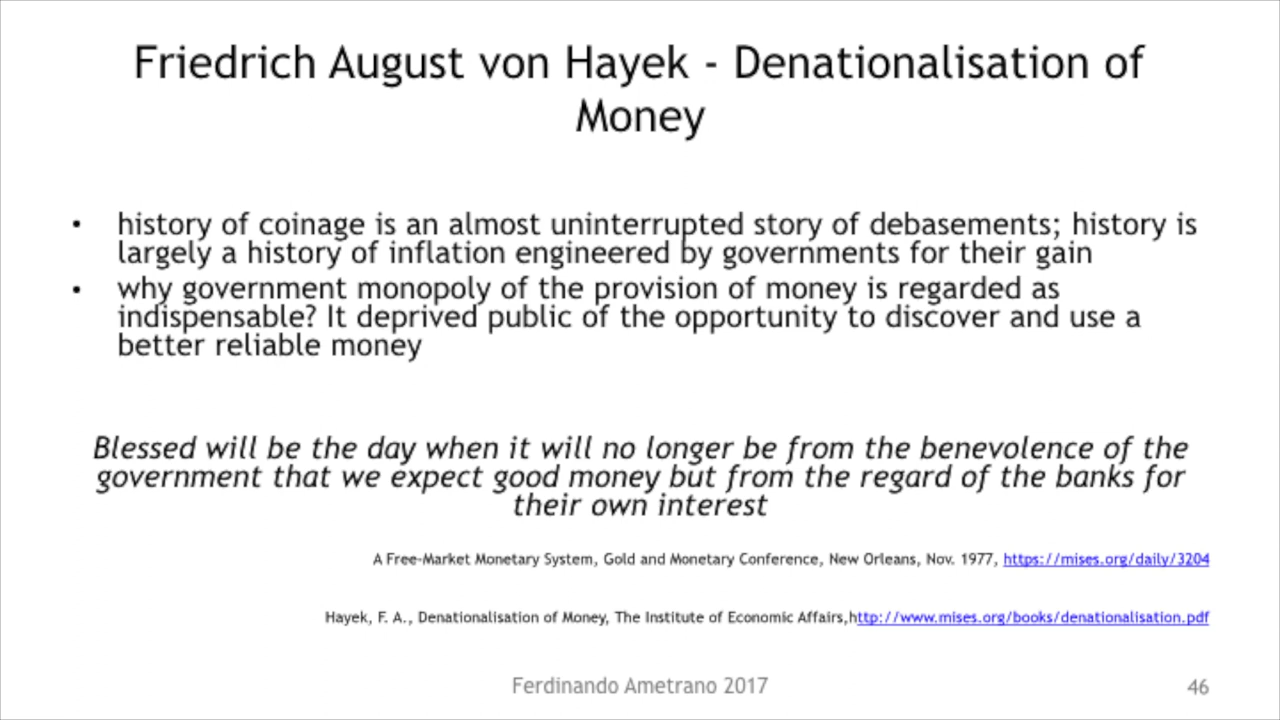 Friedrich August von Hayek - Denationalisation of
Money
• history of coinage is an almost uninterrupted story of debasements; history is
largely a history of inflation engineered by governments for their gain
• why government monopoly of the provision of money is regarded as
indispensable? It deprived public of the opportunity to discover and use a
better reliable money
Blessed will be the day when it will no longer be from the benevolence of the
government that we expect good money but from the regard of the banks for
their own interest
A Free-Market Monetary System, Gold and Monetary Conference, New Orleans, Nov. 1977, https://mises.org/daily/3204
Hayek, F. A., Denationalisation of Money, The Institute of Economic Affairs,http://www.mises.org/books/denationalisation.pdf
Ferdinando Ametrano 2017
46